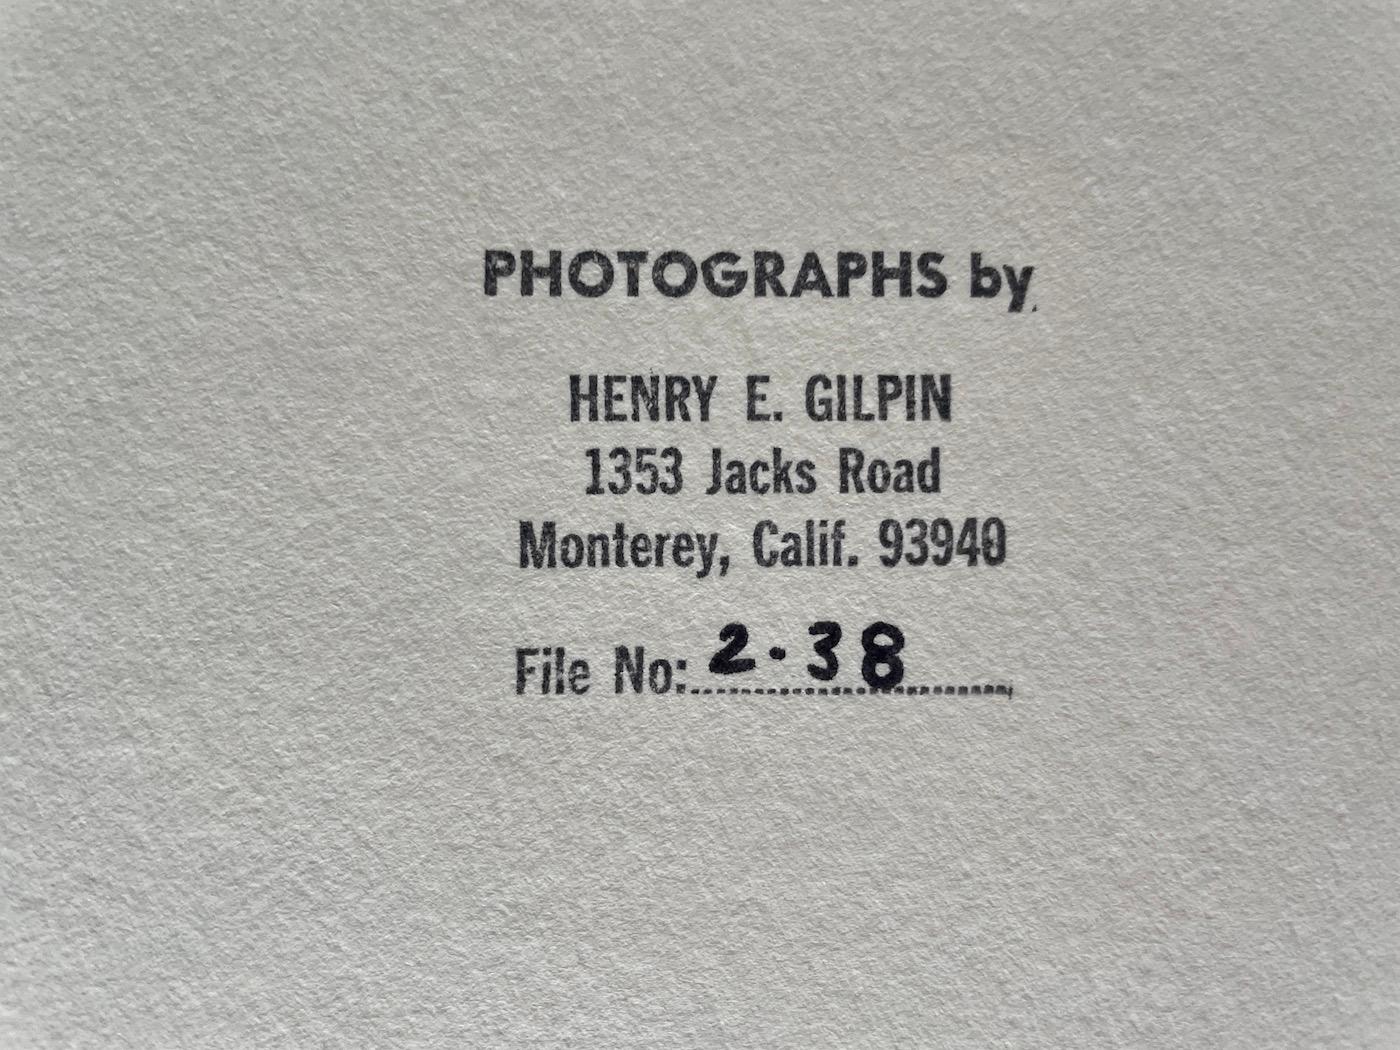 PHOTOGRAPHS by
HENRY E. GILPIN
1353 Jacks Road
Monterey, Calif. 93940
File No: 2·38